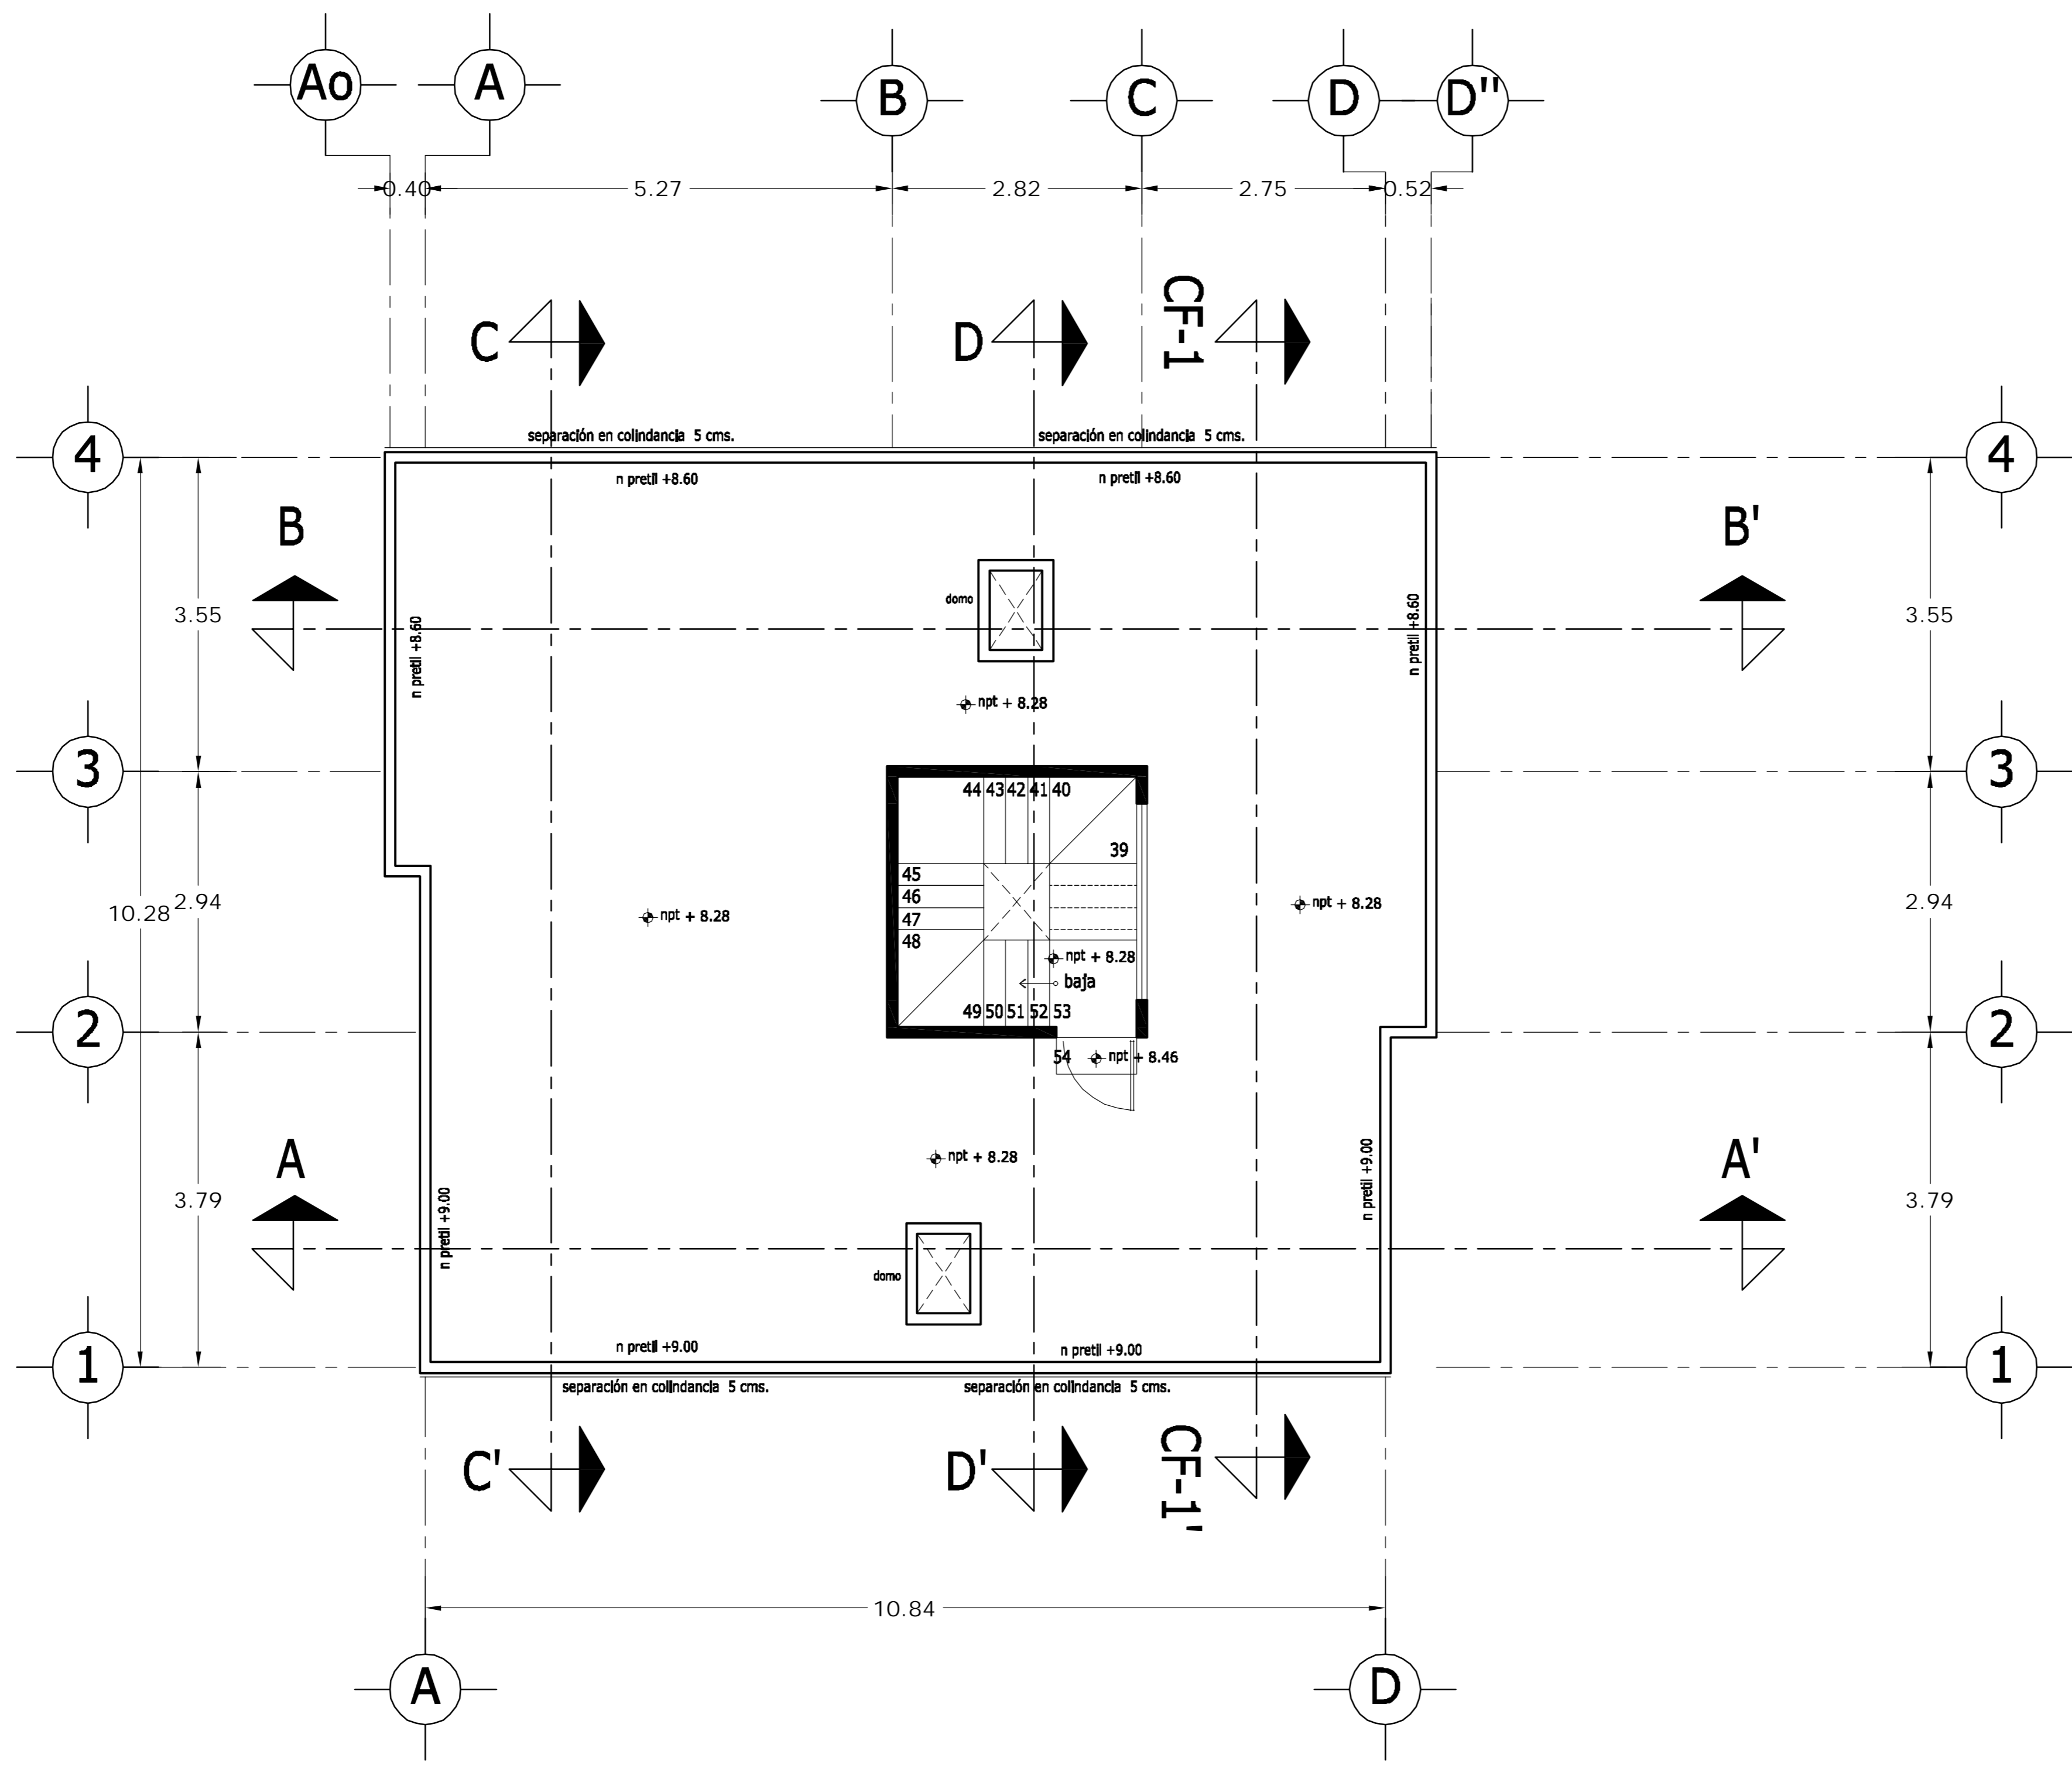 Ao A B C D D"
0.40 5.27 2.82 2.75 0.52
C D CF-1
separación en colindancia 5 cms. separación en colindancia 5 cms.
4 4
n pretil +8.60 n pretil +8.60
B B'
domo
3.55 3.55
n pretil +8.60 n pretil +8.60
npt + 8.28
3 3
44 43 42 41 40
39
45
46
47
48
10.28 2.94 2.94
npt + 8.28 npt + 8.28
npt + 8.28
baja
49 50 51 52 53
2 2
54 npt + 8.46
A A'
npt + 8.28
n pretil +9.00 n pretil +9.00
3.79 3.79
domo
n pretil +9.00 n pretil +9.00
1 1
separación en colindancia 5 cms. separación en colindancia 5 cms.
C' D' CF-1'
10.84
A D